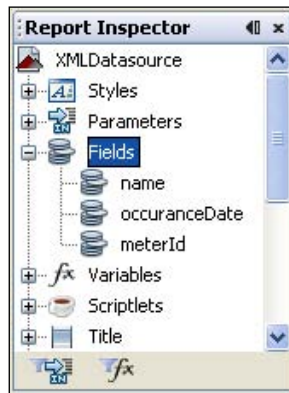 Report Inspector
XMLDatasource
Styles
Parameters
Fields
name
occuranceDate
meterId
Variables
Scriptlets
Title